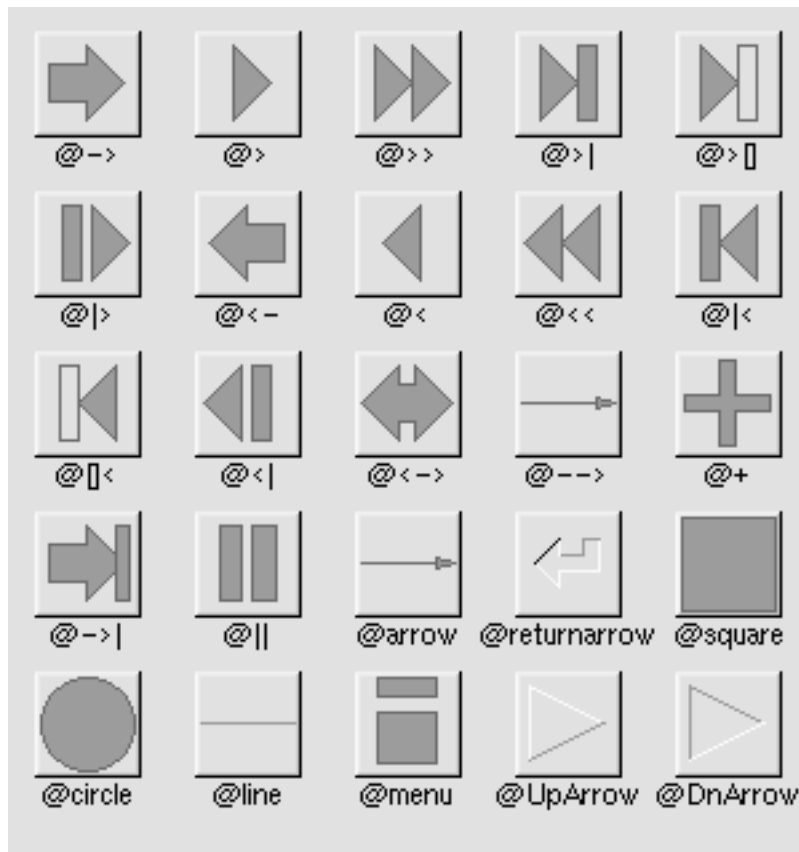 @-> @> @>> @>| @>[]
@|> @<- @< @<< @|<
@[]< @<| @<-> @--> @+
@->| @|| @arrow @returnarrow @square
@circle @line @menu @UpArrow @DnArrow